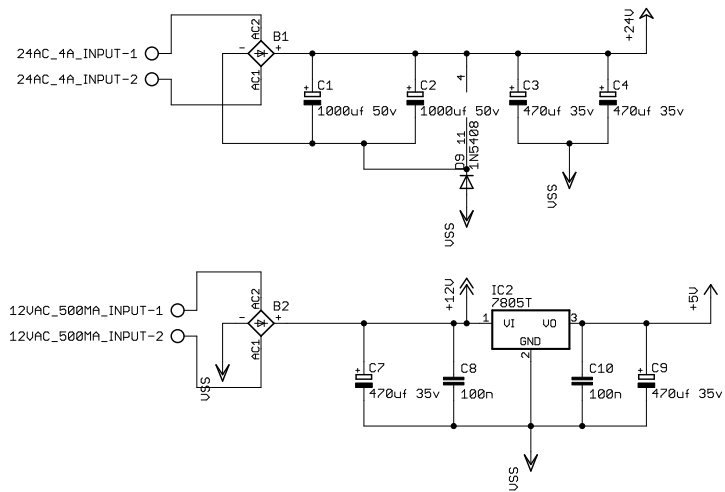 +24V
AC2
B1
24AC_4A_INPUT-1
- +
24AC_4A_INPUT-2
AC1
4
+ C1
1000uf 50v
+ C2
1000uf 50v
+ C3
470uf 35v
+ C4
470uf 35v
D9 11
1N5408
VSS
VSS
AC2
B2
12VAC_500MA_INPUT-1
- +
12VAC_500MA_INPUT-2
AC1
VSS
+12V
IC2
7805T
1 VI VO 3
GND
2
+5V
+ C7
470uf 35v
C8
100n
C10
100n
+ C9
470uf 35v
VSS